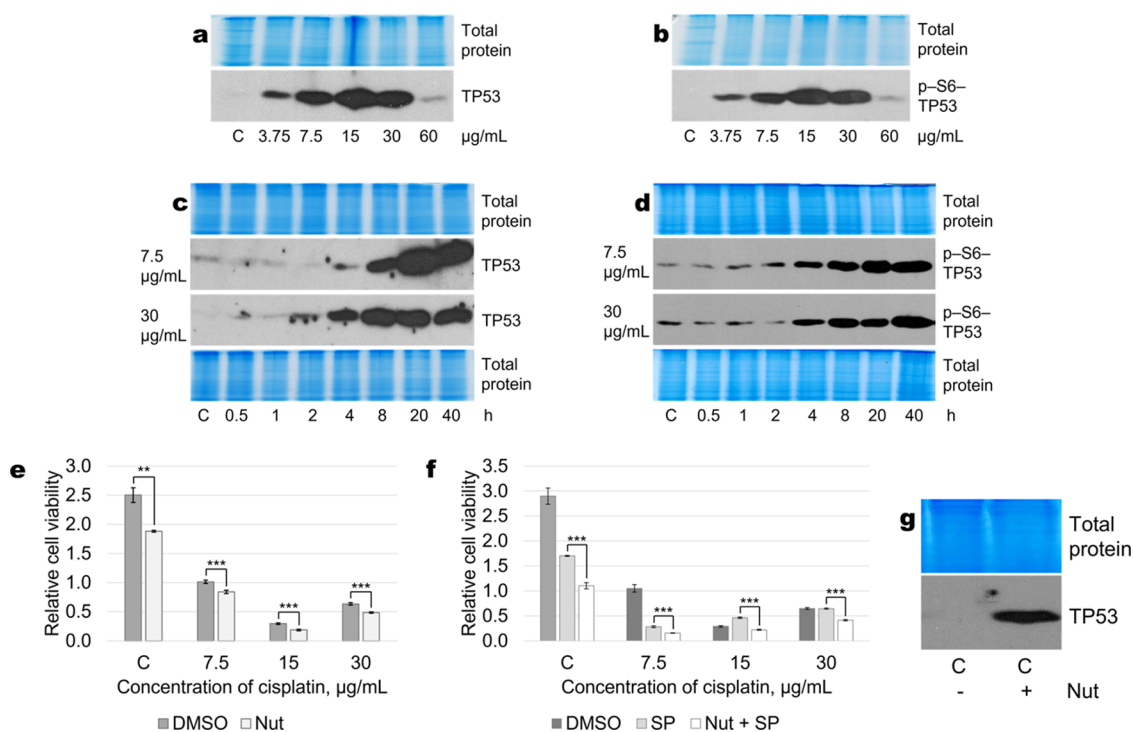 a
Total
protein
TP53
C 3.75 7.5 15 30 60 µg/mL
b
Total
protein
p–S6–
TP53
C 3.75 7.5 15 30 60 µg/mL
c
Total
protein
7.5
µg/mL
TP53
30
µg/mL
TP53
Total
protein
C 0.5 1 2 4 8 20 40 h
d
Total
protein
7.5
µg/mL
p–S6–
TP53
30
µg/mL
p–S6–
TP53
Total
protein
C 0.5 1 2 4 8 20 40 h
e
Relative cell viability
3.0
2.5
2.0
1.5
1.0
0.5
0.0
**
***
***
***
C 7.5 15 30
Concentration of cisplatin, µg/mL
DMSO Nut
f
Relative cell viability
3.5
3.0
2.5
2.0
1.5
1.0
0.5
0.0
***
***
***
***
C 7.5 15 30
Concentration of cisplatin, µg/mL
DMSO SP Nut + SP
g
Total
protein
TP53
C C
- + Nut